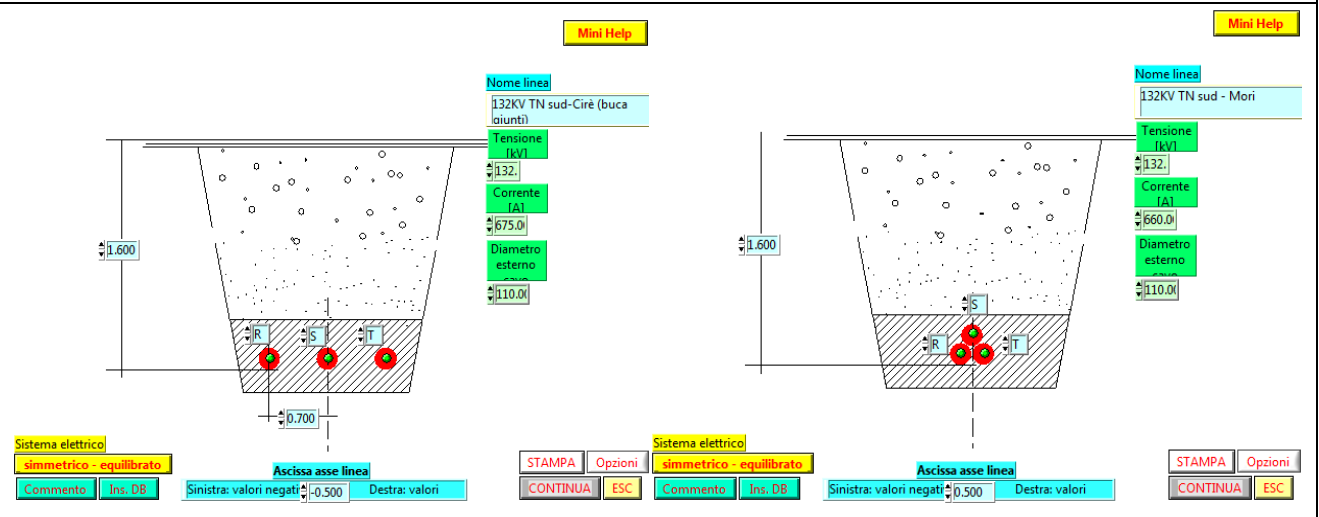 Mini Help
Nome linea
132KV TN sud-Cirè (buca
giunti)
Tensione
[kV]
132.
Corrente
[A]
675.0
Diametro
esterno
cavo
110.0
1.600
R
S
T
0.700
Sistema elettrico
simmetrico - equilibrato
Commento
Ins. DB
Ascissa asse linea
Sinistra: valori negati
-0.500
Destra: valori
STAMPA
Opzioni
CONTINUA
ESC
Mini Help
Nome linea
132KV TN sud - Mori
Tensione
[kV]
132.
Corrente
[A]
660.0
Diametro
esterno
cavo
110.0
1.600
S
R
T
Sistema elettrico
simmetrico - equilibrato
Commento
Ins. DB
Ascissa asse linea
Sinistra: valori negati
0.500
Destra: valori
STAMPA
Opzioni
CONTINUA
ESC